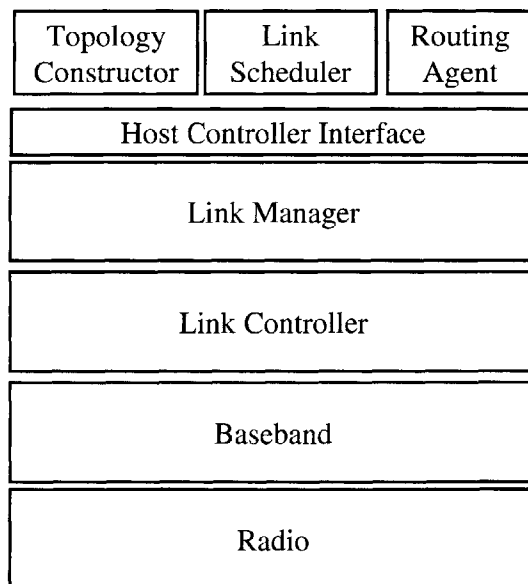 Topology
Constructor
Link
Scheduler
Routing
Agent
Host Controller Interface
Link Manager
Link Controller
Baseband
Radio